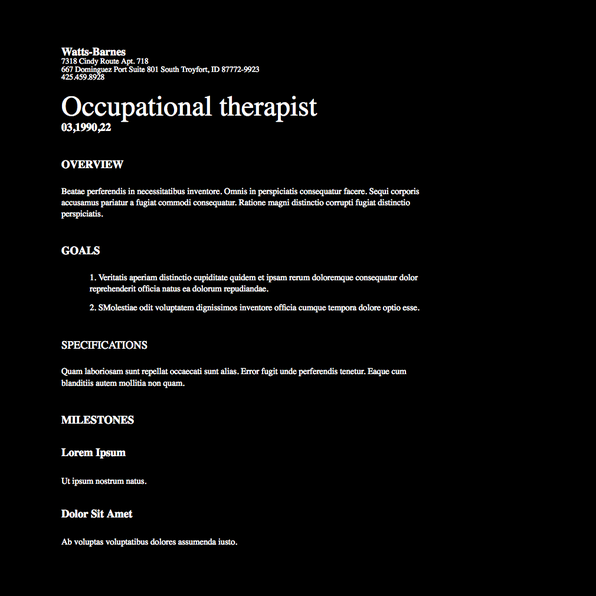 Watts-Barnes
7318 Cindy Route Apt. 718
667 Dominguez Port Suite 801 South Troyfort, ID 87772-9923
425.459.8928
Occupational therapist
03,1990,22
OVERVIEW
Beatae perferendis in necessitatibus inventore. Omnis in perspiciatis consequatur facere. Sequi corporis
accusamus pariatur a fugiat commodi consequatur. Ratione magni distinctio corrupti fugiat distinctio
perspiciatis.
GOALS
1. Veritatis aperiam distinctio cupiditate quidem et ipsam rerum doloremque consequatur dolor
reprehenderit officia natus ea dolorum repudiandae.
2. SMolestiae odit voluptatem dignissimos inventore officia cumque tempora dolore optio esse.
SPECIFICATIONS
Quam laboriosam sunt repellat occaecati sunt alias. Error fugit unde perferendis tenetur. Eaque cum
blanditiis autem mollitia non quam.
MILESTONES
Lorem Ipsum
Ut ipsum nostrum natus.
Dolor Sit Amet
Ab voluptas voluptatibus dolores assumenda iusto.